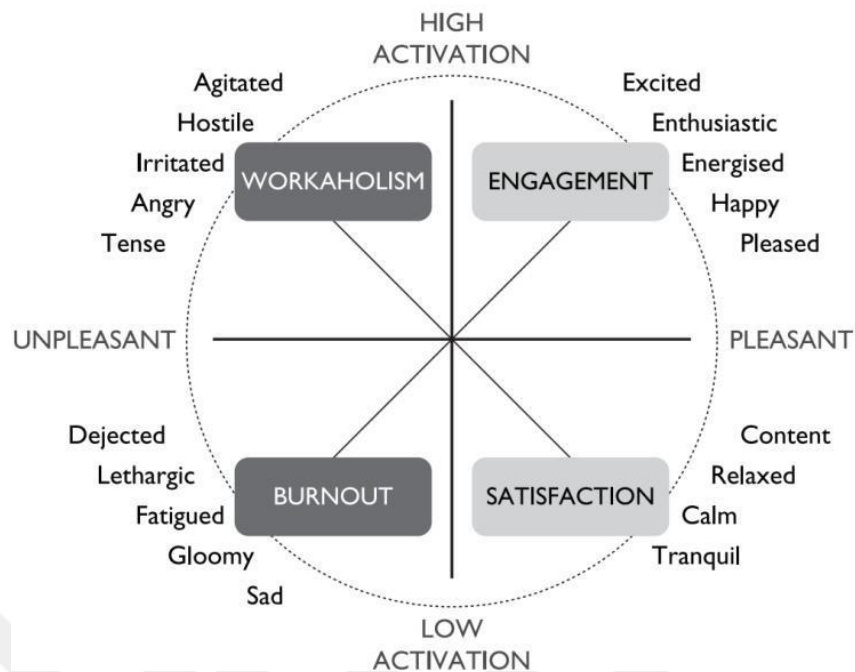 HIGH
ACTIVATION
Agitated
Excited
Hostile
Enthusiastic
Irritated
WORKAHOLISM
ENGAGEMENT
Energised
Angry
Happy
Tense
Pleased
UNPLEASANT
PLEASANT
Dejected
Content
Lethargic
Relaxed
BURNOUT
SATISFACTION
Fatigued
Calm
Gloomy
Tranquil
Sad
LOW
ACTIVATION